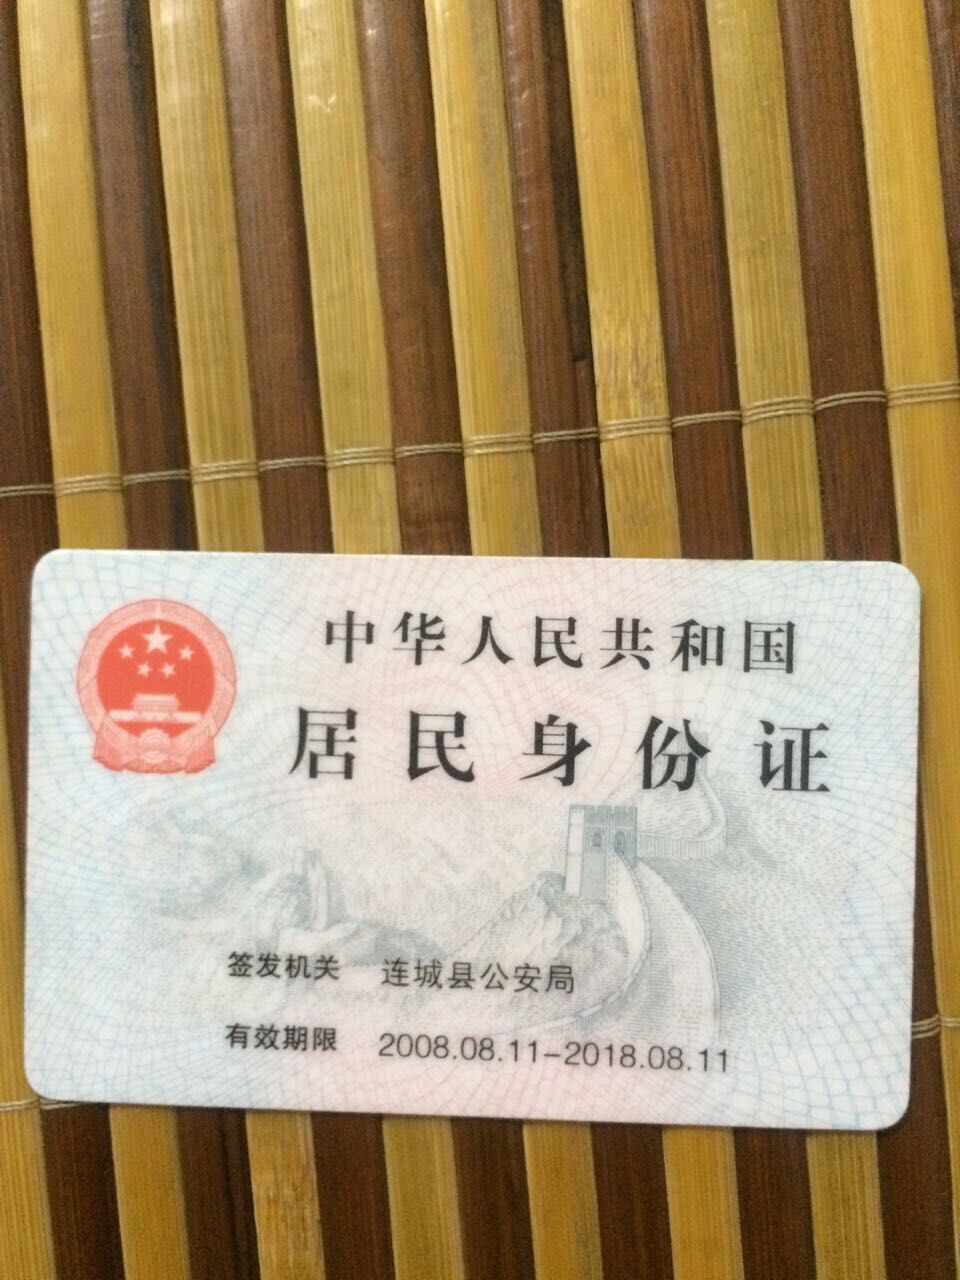 中华人民共和国
居民身份证
签发机关 连城县公安局
有效期限 2008.08.11-2018.08.11